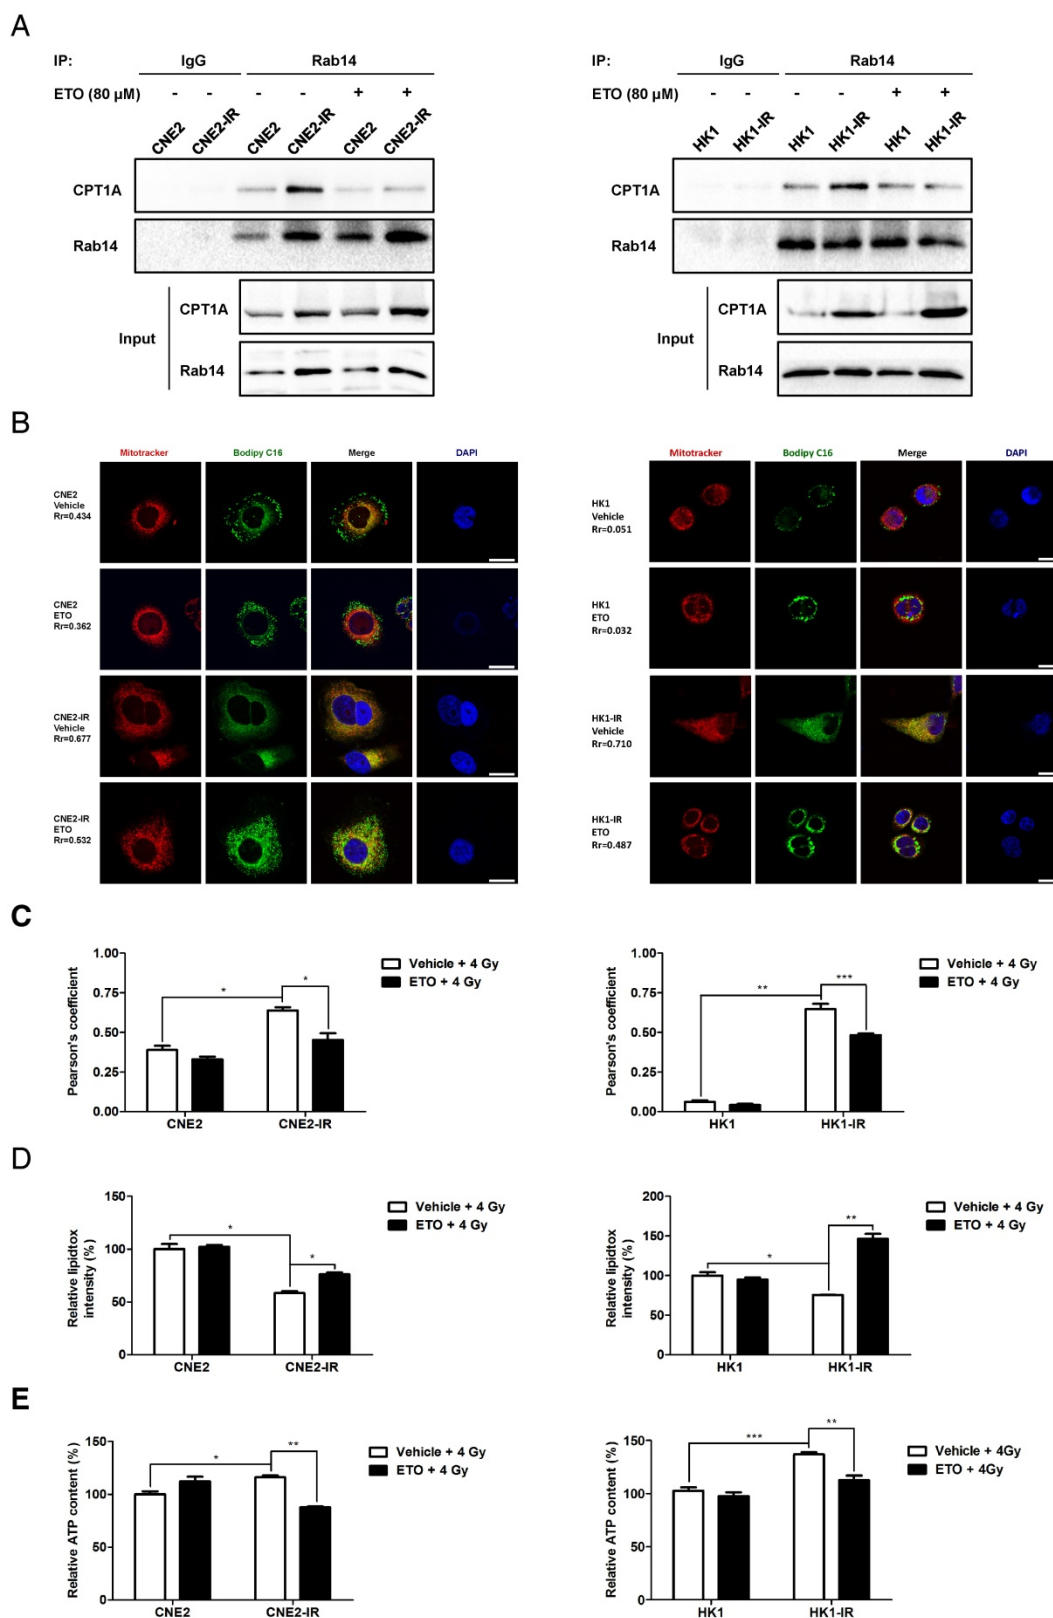 A
IP: IgG Rab14
ETO (80 μM) - - - - + +
CNE2 CNE2-IR CNE2 CNE2-IR CNE2 CNE2-IR
CPT1A
Rab14
CPT1A
Input
Rab14
IP: IgG Rab14
ETO (80 μM) - - - - + +
HK1 HK1-IR HK1 HK1-IR HK1 HK1-IR
CPT1A
Rab14
CPT1A
Input
Rab14
B
Mitotracker Bodipy C16 Merge DAPI
CNE2
Vehicle
Rr=0.434
CNE2
ETO
Rr=0.362
CNE2-IR
Vehicle
Rr=0.677
CNE2-IR
ETO
Rr=0.532
Mitotracker Bodipy C16 Merge DAPI
HK1
Vehicle
Rr=0.051
HK1
ETO
Rr=0.032
HK1-IR
Vehicle
Rr=0.710
HK1-IR
ETO
Rr=0.487
C
Pearson's coefficient
1.00
0.75
0.50
0.25
0.00
* *
CNE2 CNE2-IR
Vehicle + 4 Gy
ETO + 4 Gy
Pearson's coefficient
1.00
0.75
0.50
0.25
0.00
** ***
HK1 HK1-IR
Vehicle + 4 Gy
ETO + 4 Gy
D
Relative lipidtox
intensity (%)
150
100
50
0
* *
CNE2 CNE2-IR
Vehicle + 4 Gy
ETO + 4 Gy
Relative lipidtox
intensity (%)
200
150
100
50
0
* **
HK1 HK1-IR
Vehicle + 4 Gy
ETO + 4 Gy
E
Relative ATP content (%)
150
100
50
0
* **
CNE2 CNE2-IR
Vehicle + 4 Gy
ETO + 4 Gy
Relative ATP content (%)
150
100
50
0
*** **
HK1 HK1-IR
Vehicle + 4Gy
ETO + 4Gy